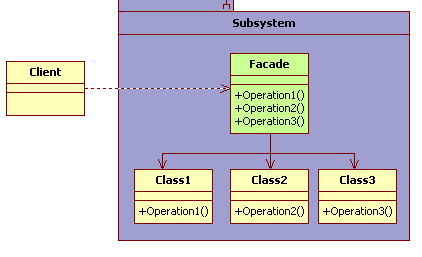 Subsystem
Client
Facade
+Operation1()
+Operation2()
+Operation3()
Class1
+Operation1()
Class2
+Operation2()
Class3
+Operation3()